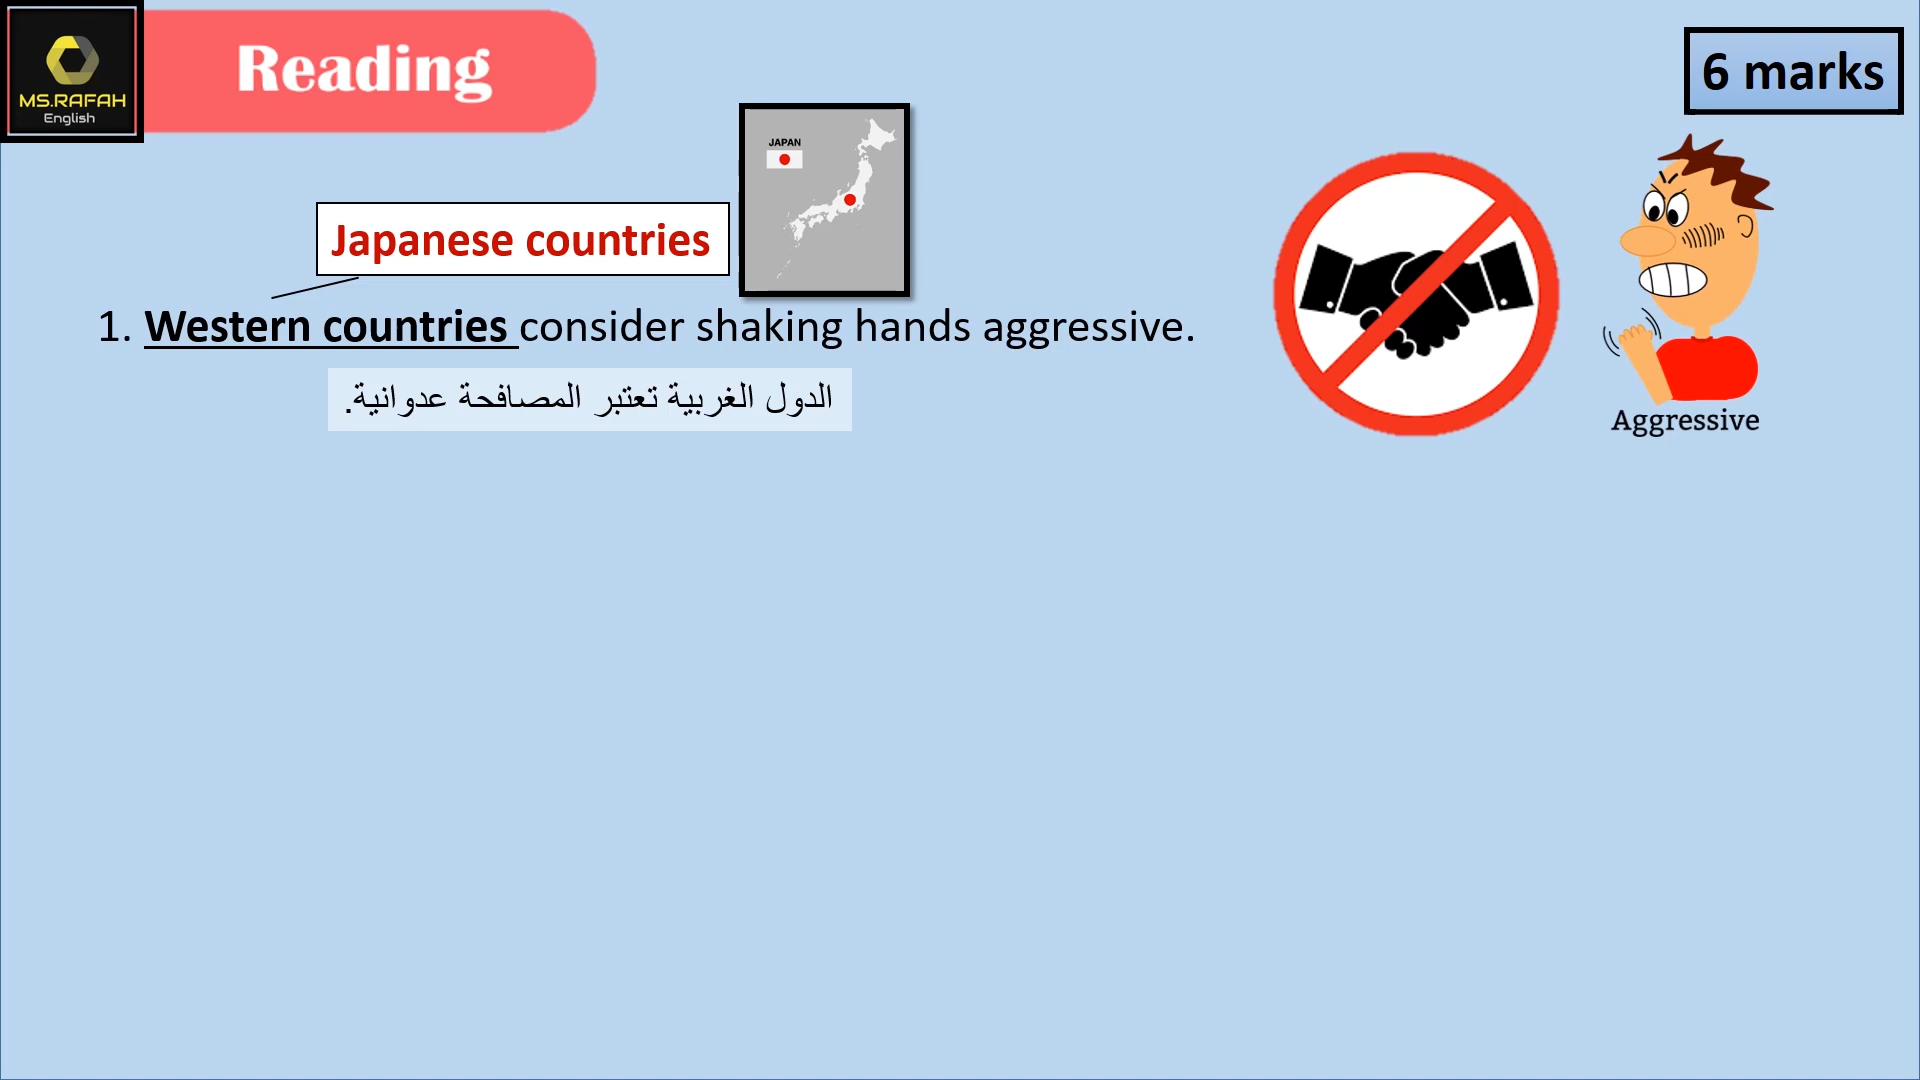 MS.RAFAH
English
Reading
6 marks
JAPAN
Japanese countries
1. Western countries consider shaking hands aggressive.
الدول الغربية تعتبر المصافحة عدوانية.
Aggressive